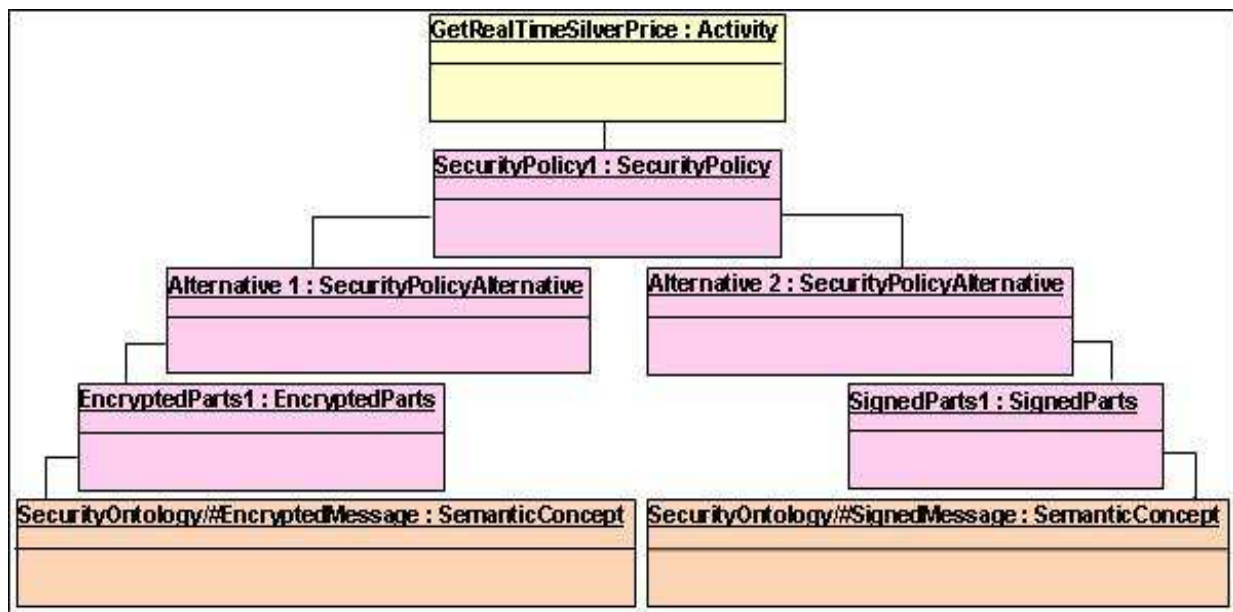 GetRealTimeSilverPrice : Activity
SecurityPolicy1 : SecurityPolicy
Alternative 1 : SecurityPolicyAlternative
Alternative 2 : SecurityPolicyAlternative
EncryptedParts1 : EncryptedParts
SignedParts1 : SignedParts
SecurityOntology/#EncryptedMessage : SemanticConcept
SecurityOntology/#SignedMessage : SemanticConcept